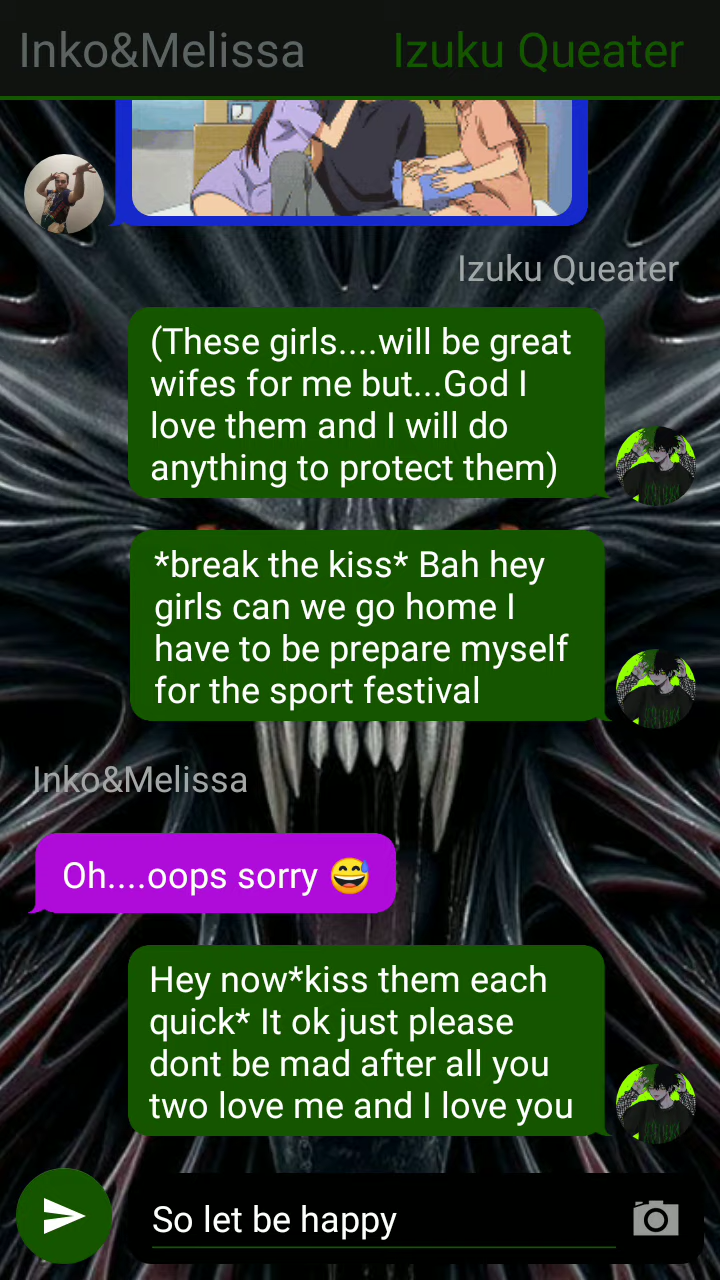 Inko&Melissa
Izuku Queater
Izuku Queater
(These girls....will be great
wifes for me but...God I
love them and I will do
anything to protect them)
*break the kiss* Bah hey
girls can we go home I
have to be prepare myself
for the sport festival
Inko&Melissa
Oh....oops sorry 😅
Hey now*kiss them each
quick* It ok just please
dont be mad after all you
two love me and I love you
So let be happy